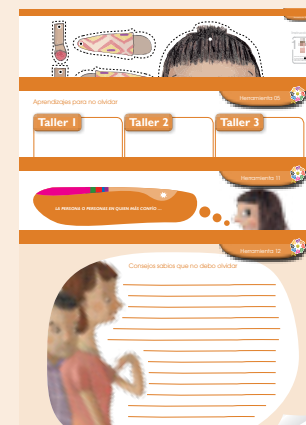 Herramienta 10
Aprendizajes para no olvidar
Taller 1
Taller 2
Taller 3
Herramienta 11
LA PERSONA O PERSONAS EN QUIEN MÁS CONFÍO ...
Herramienta 12
Consejos sabios que no debo olvidar